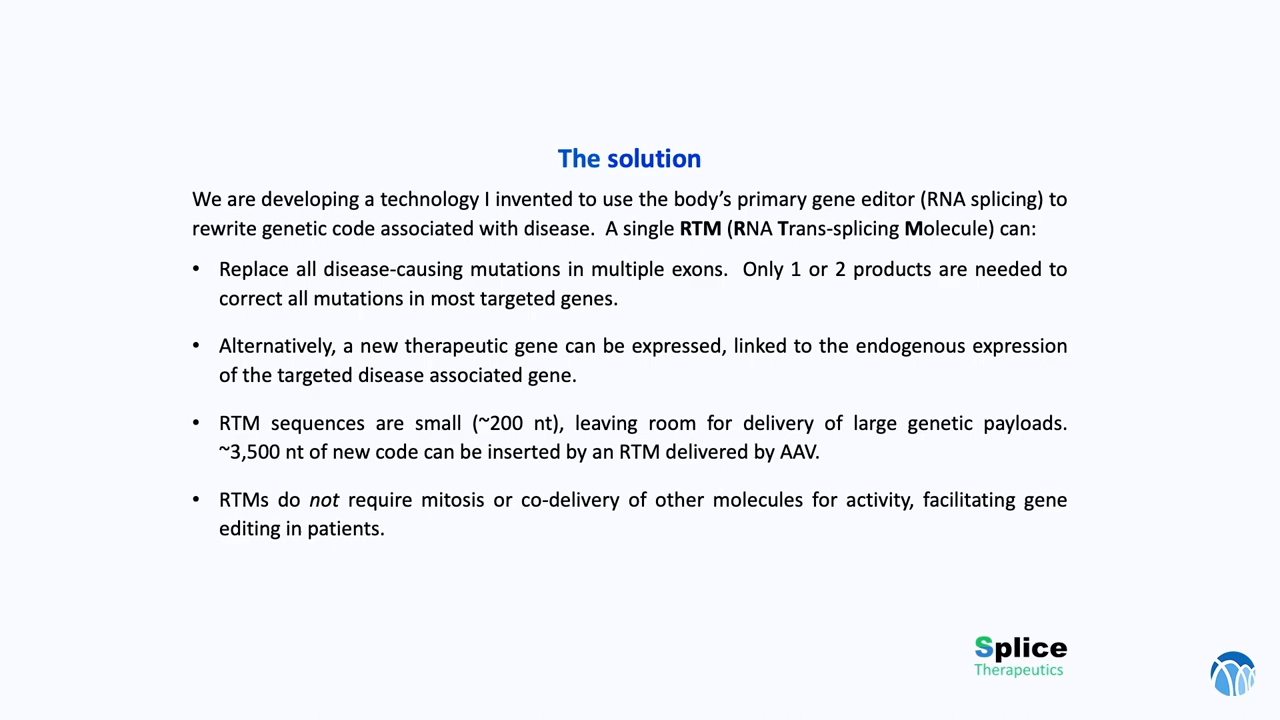 The solution
We are developing a technology I invented to use the body’s primary gene editor (RNA splicing) to
rewrite genetic code associated with disease.  A single RTM (RNA Trans-splicing Molecule) can:
• Replace all disease-causing mutations in multiple exons.  Only 1 or 2 products are needed to
correct all mutations in most targeted genes.
• Alternatively, a new therapeutic gene can be expressed, linked to the endogenous expression
of the targeted disease associated gene.
• RTM sequences are small (~200 nt), leaving room for delivery of large genetic payloads.
~3,500 nt of new code can be inserted by an RTM delivered by AAV.
• RTMs do not require mitosis or co-delivery of other molecules for activity, facilitating gene
editing in patients.
Splice
Therapeutics